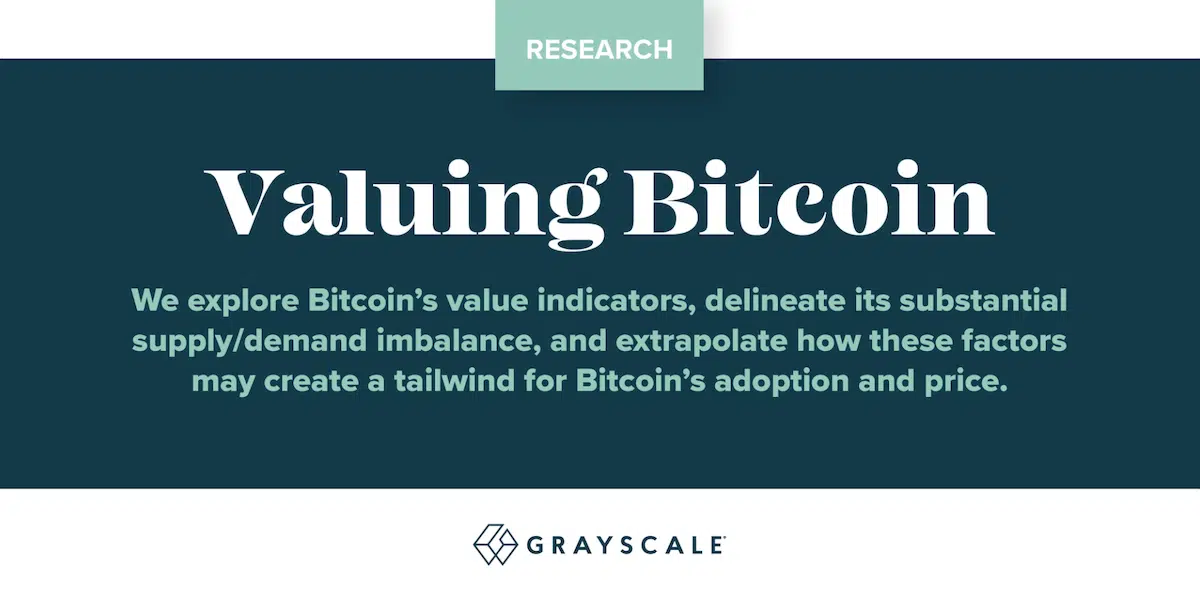 RESEARCH
Valuing Bitcoin
We explore Bitcoin’s value indicators, delineate its substantial
supply/demand imbalance, and extrapolate how these factors
may create a tailwind for Bitcoin’s adoption and price.
GRAYSCALE